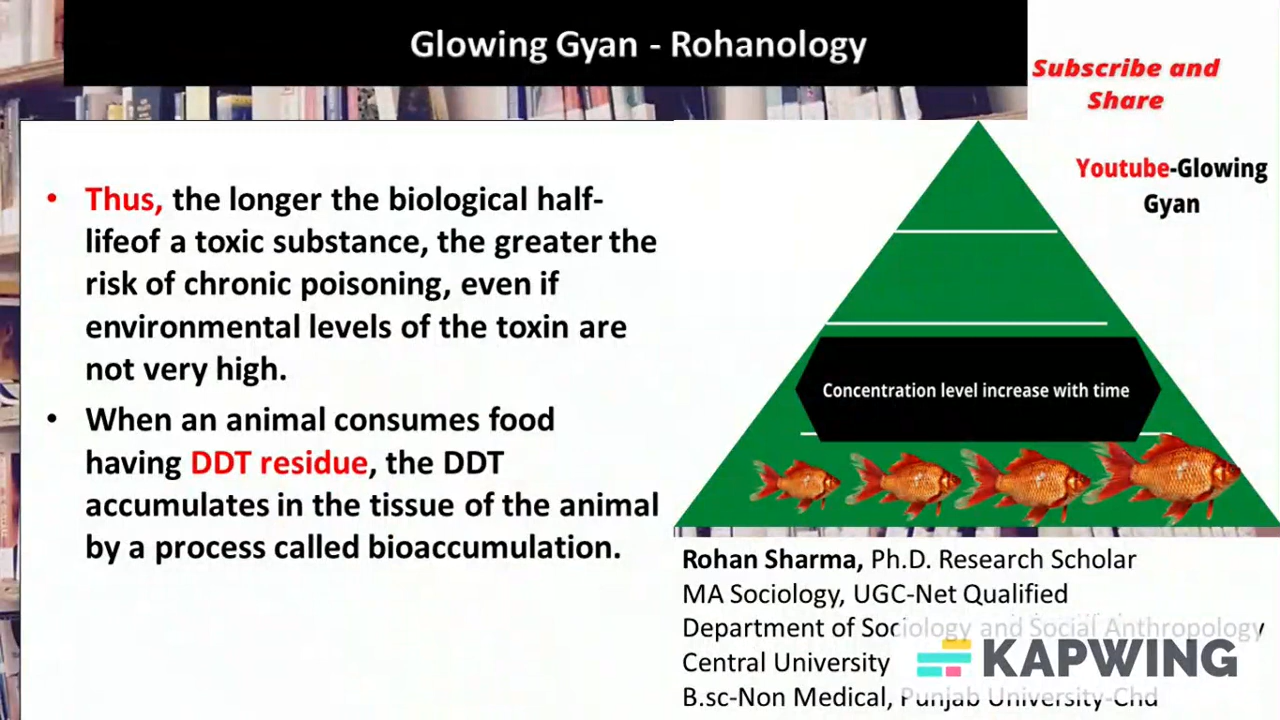 Glowing Gyan - Rohanology
Subscribe and
Share
Youtube-Glowing
Gyan
• Thus, the longer the biological half-
lifeof a toxic substance, the greater the
risk of chronic poisoning, even if
environmental levels of the toxin are
not very high.
• When an animal consumes food
having DDT residue, the DDT
accumulates in the tissue of the animal
by a process called bioaccumulation.
Concentration level increase with time
Rohan Sharma, Ph.D. Research Scholar
MA Sociology, UGC-Net Qualified
Department of Sociology and Social Anthropology
Central University
B.sc-Non Medical, Punjab University-Chd
KAPWING